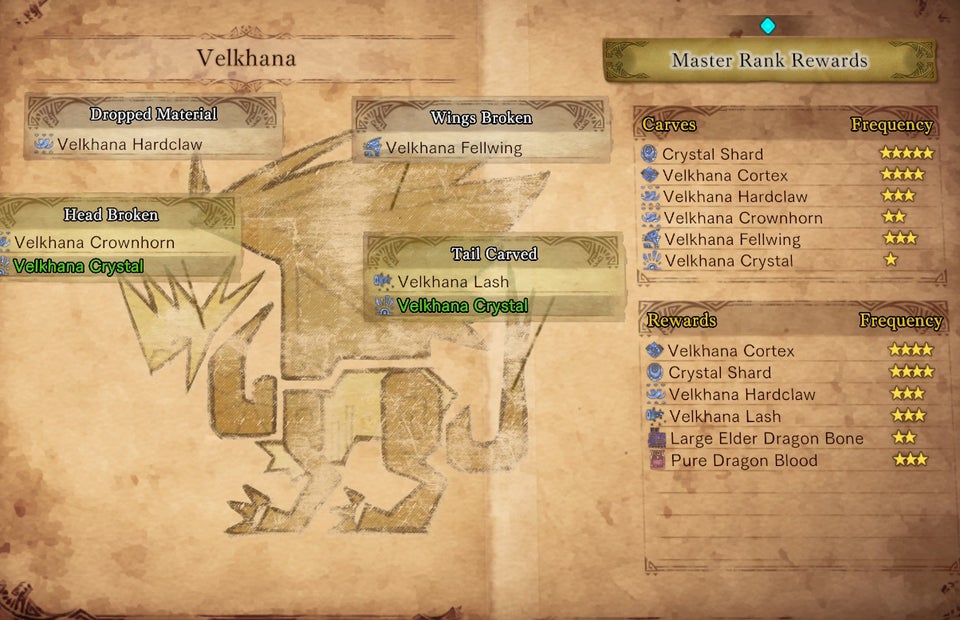 Velkhana
Master Rank Rewards
Dropped Material
Velkhana Hardclaw
Wings Broken
Velkhana Fellwing
Head Broken
Velkhana Crownhorn
Velkhana Crystal
Tail Carved
Velkhana Lash
Velkhana Crystal
Carves Frequency
Crystal Shard
Velkhana Cortex
Velkhana Hardclaw
Velkhana Crownhorn
Velkhana Fellwing
Velkhana Crystal
Rewards Frequency
Velkhana Cortex
Crystal Shard
Velkhana Hardclaw
Velkhana Lash
Large Elder Dragon Bone
Pure Dragon Blood